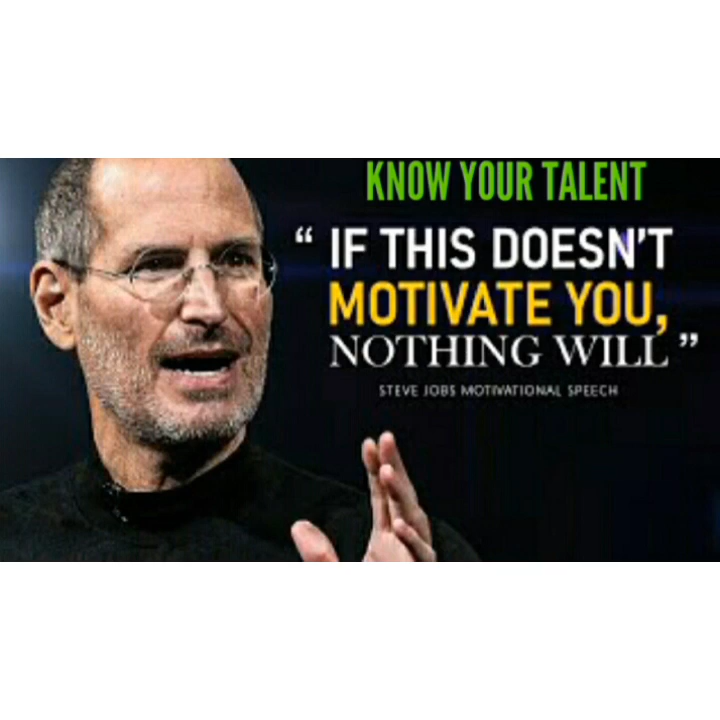 KNOW YOUR TALENT
“ IF THIS DOESN'T
MOTIVATE YOU,
NOTHING WILL ”
STEVE JOBS MOTIVATIONAL SPEECH